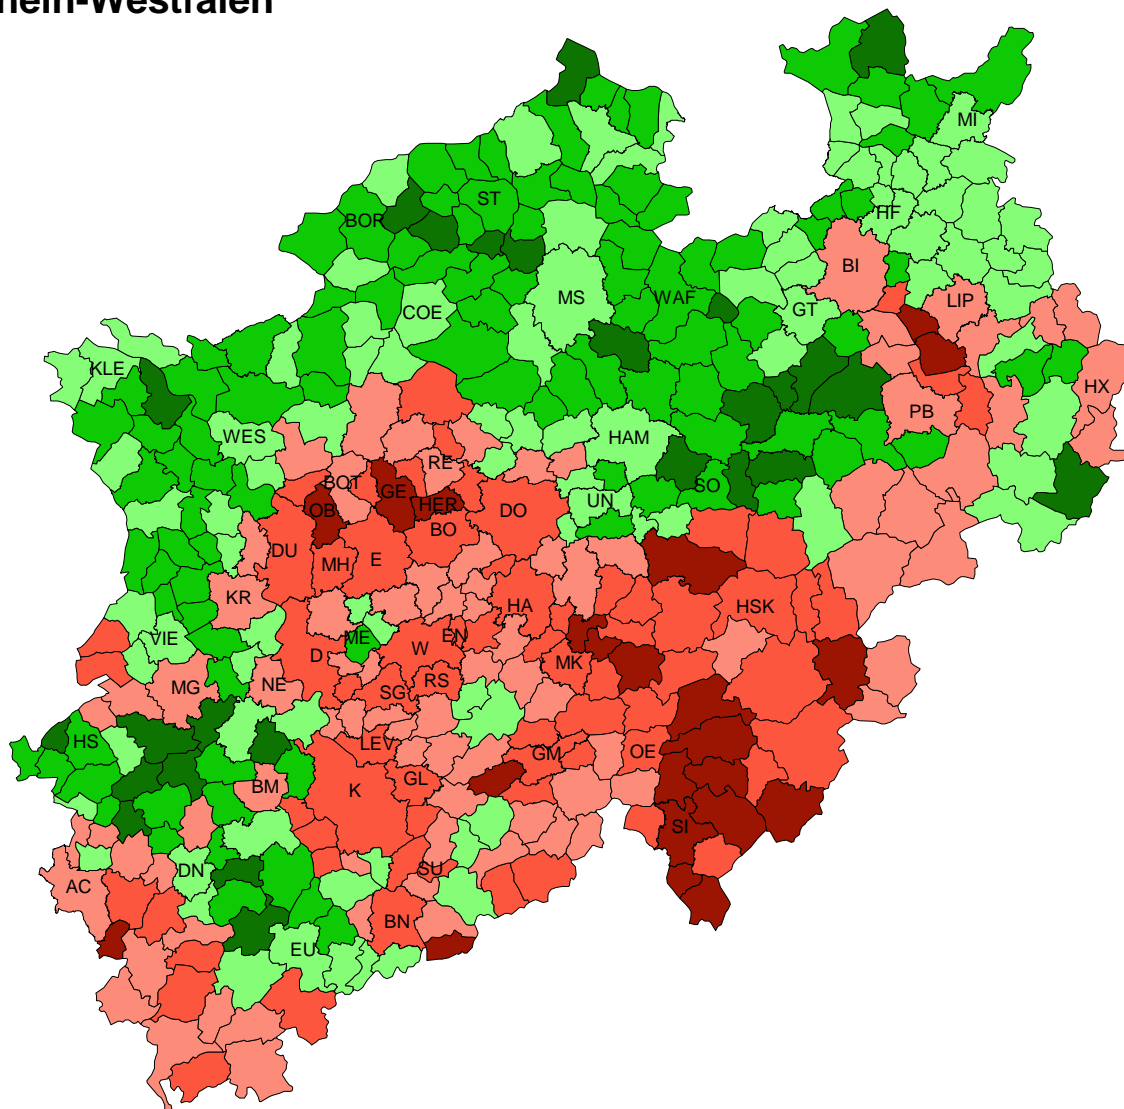 hein-Westfalen
MI
ST
HF
BOR
BI
MS
WAF
LIP
GT
COE
KLE
HX
PB
WES
HAM
RE
BOT
SO
GE
UN
HER
OB
DO
BO
DU
E
MH
KR
HA
HSK
VIE
ME
EN
W
D
MK
RS
NE
MG
SG
HS
LEV
OE
GM
GL
BM
K
SI
SU
DN
AC
BN
EU